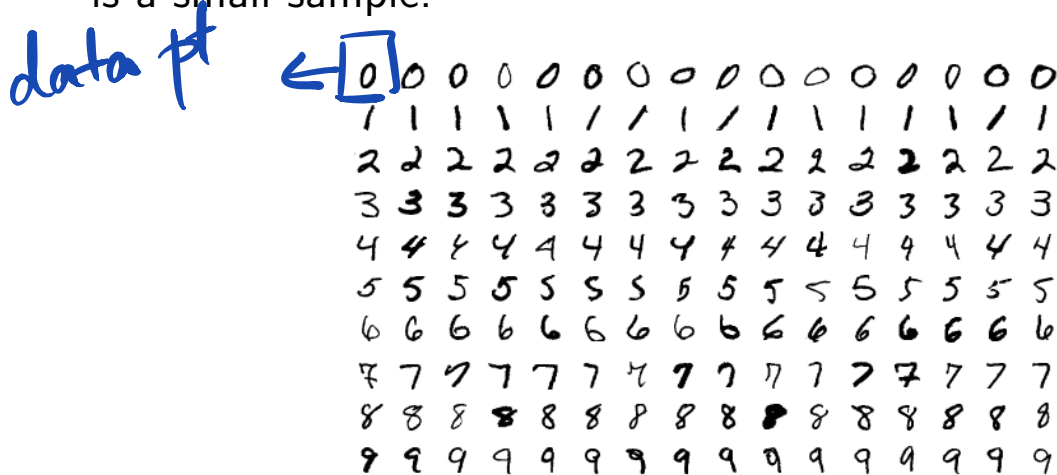 is a small sample:
data pt
0 0 0 0 0 0 0 0 0 0 0 0 0 0 0 0
1 1 1 1 1 1 1 1 1 1 1 1 1 1 1 1
2 2 2 2 2 2 2 2 2 2 2 2 2 2 2 2
3 3 3 3 3 3 3 3 3 3 3 3 3 3 3 3
4 4 4 4 4 4 4 4 4 4 4 4 4 4 4 4
5 5 5 5 5 5 5 5 5 5 5 5 5 5 5 5
6 6 6 6 6 6 6 6 6 6 6 6 6 6 6 6
7 7 7 7 7 7 7 7 7 7 7 7 7 7 7 7
8 8 8 8 8 8 8 8 8 8 8 8 8 8 8 8
9 9 9 9 9 9 9 9 9 9 9 9 9 9 9 9